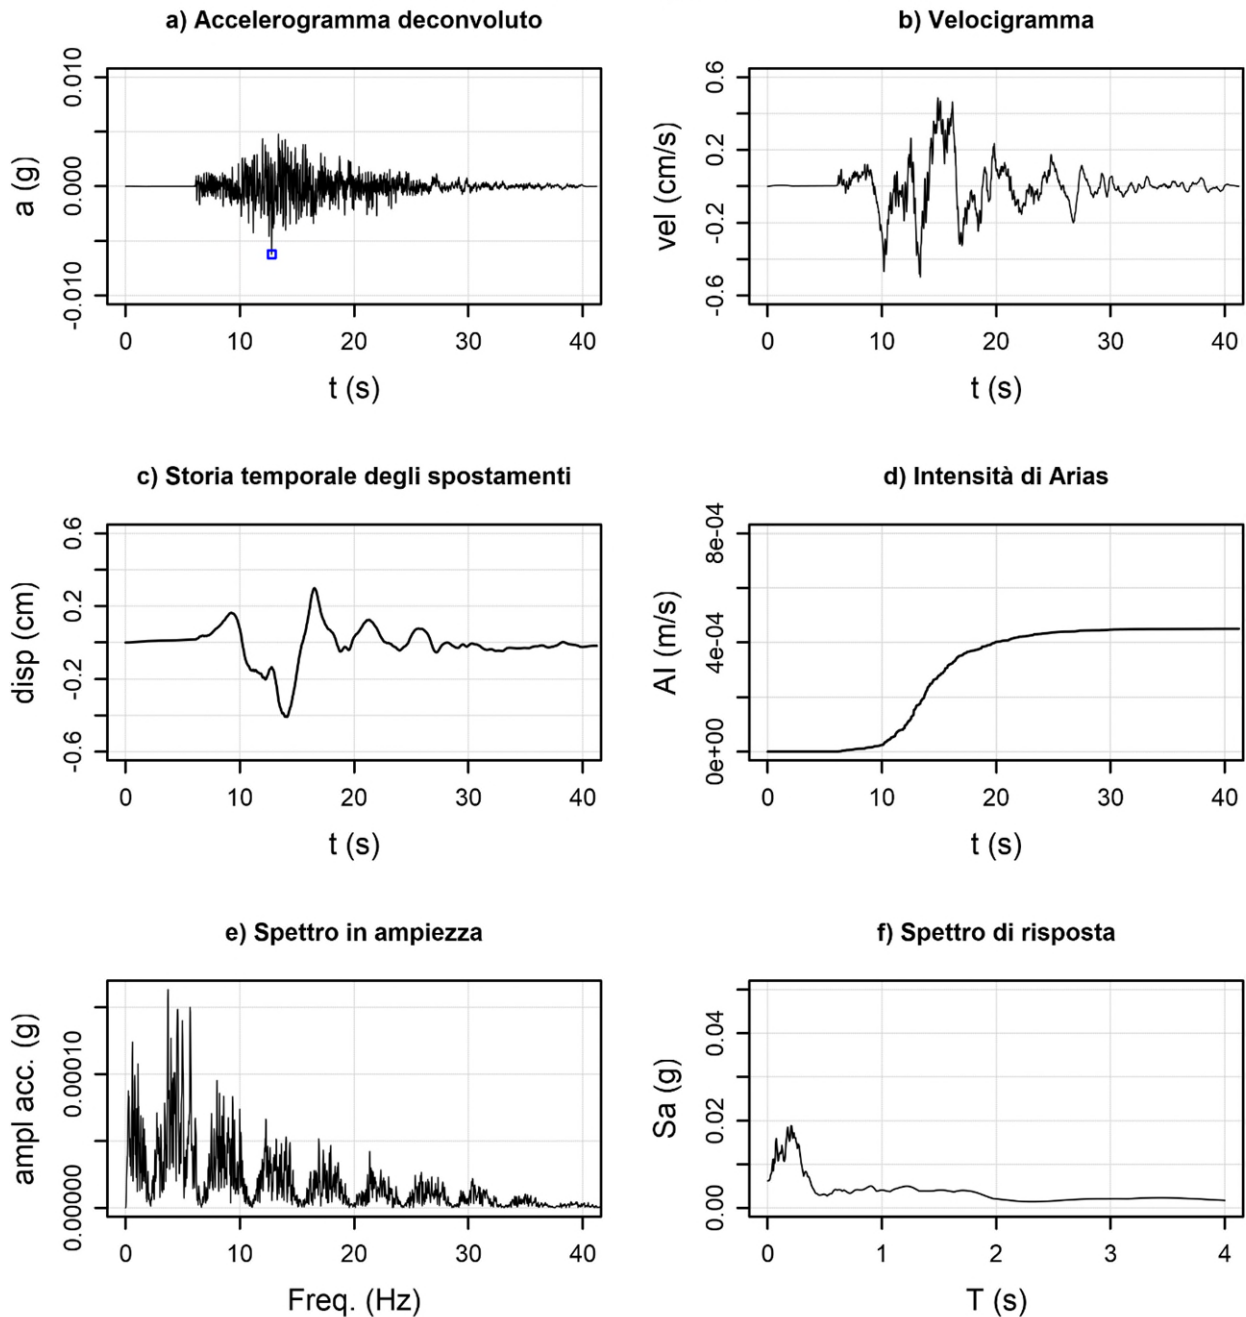 a) Accelerogramma deconvoluto
b) Velocigramma
a (g)
0.010
0.000
-0.010
0 10 20 30 40
t (s)
vel (cm/s)
0.6
0.2
-0.2
-0.6
0 10 20 30 40
t (s)
c) Storia temporale degli spostamenti
d) Intensità di Arias
disp (cm)
0.6
0.2
-0.2
-0.6
0 10 20 30 40
t (s)
AI (m/s)
8e-04
4e-04
0e+00
0 10 20 30 40
t (s)
e) Spettro in ampiezza
f) Spettro di risposta
ampl acc. (g)
0.00010
0.00000
0 10 20 30 40
Freq. (Hz)
Sa (g)
0.04
0.02
0.00
0 1 2 3 4
T (s)